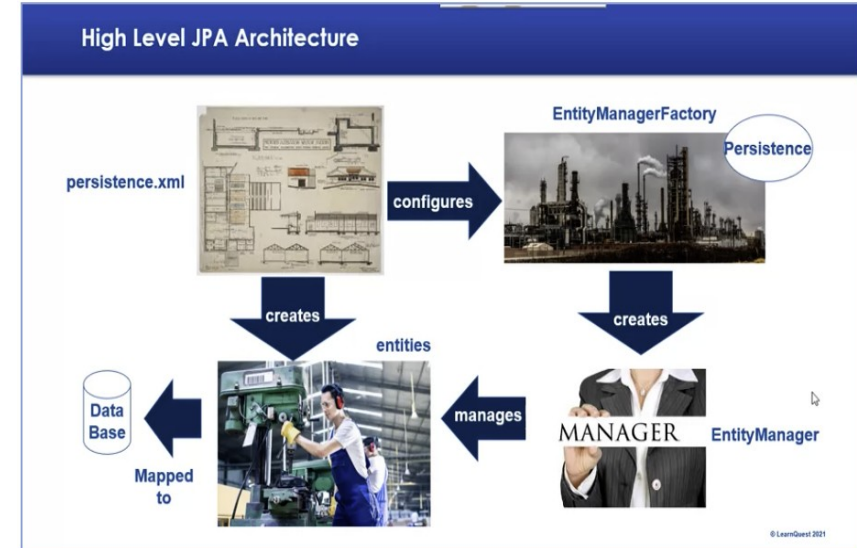 High Level JPA Architecture
EntityManagerFactory
Persistence
persistence.xml
configures
creates
creates
entities
Data
Base
manages
MANAGER
EntityManager
Mapped
to
© LearnQuest 2021